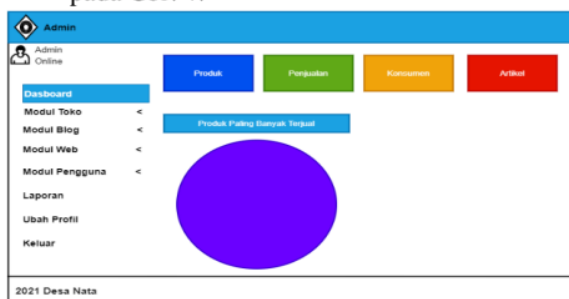 Admin
Admin
Online
Produk
Penjualan
Konsumen
Artikel
Dasboard
Modul Toko <
Modul Blog <
Modul Web <
Modul Pengguna <
Laporan
Ubah Profil
Keluar
Produk Paling Banyak Terjual
2021 Desa Nata